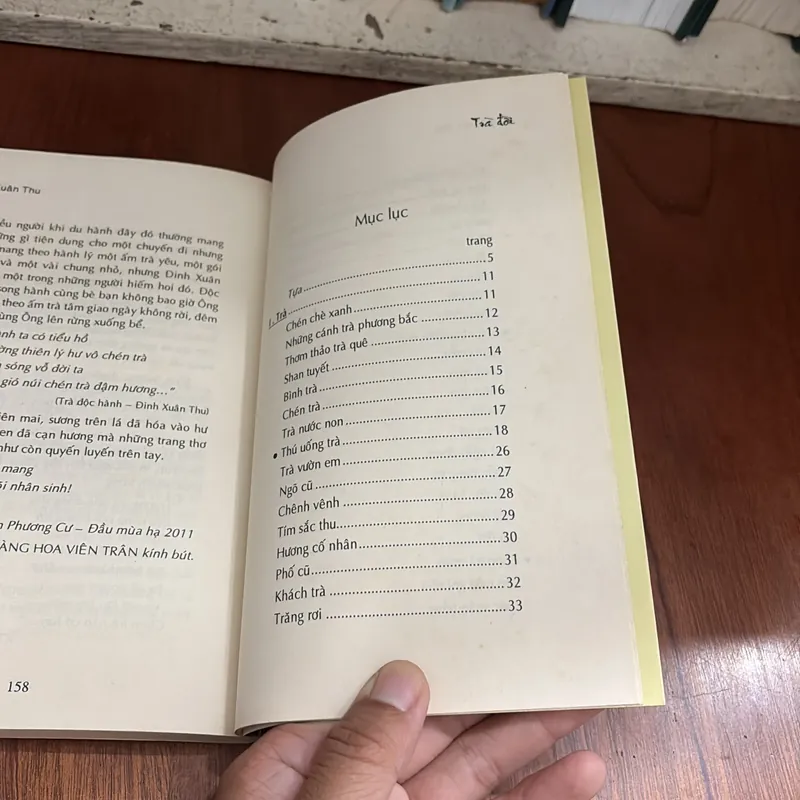 uân Thu
ều người khi du hành đây đó thường mang
ng gì tiện dụng cho một chuyến đi nhưng
nang theo hành lý một ấm trà yêu, một gói
và một vài chung nhỏ, nhưng Đinh Xuân
một trong những người hiếm hoi đó. Độc
song hành cùng bè bạn không bao giờ Ông
theo ấm trà tâm giao ngày không rời, đêm
ùng Ông lên rừng xuống bể.
nh ta có tiểu hồ
ờng thiên lý hư vô chén trà
sóng vỗ đời ta
gió núi chén trà đậm hương..."
(Trà độc hành – Đinh Xuân Thu)
iên mai, sương trên lá đã hóa vào hư
en đã cạn hương mà những trang thơ
như còn quyến luyến trên tay.
mang
õi nhân sinh!
n Phương Cư – Đầu mùa hạ 2011
ÀNG HOA VIÊN TRÂN kính bút.
158
Trà đời
Mục lục
trang
Tựa ........ 5
I- Trà ........ 11
Chén chè xanh ........ 11
Những cánh trà phương bắc ........ 12
Thơm thảo trà quê ........ 13
Shan tuyết ........ 14
Bình trà ........ 15
Chén trà ........ 16
Trà nước non ........ 17
• Thú uống trà ........ 18
Trà vườn em ........ 26
Ngõ cũ ........ 27
Chênh vênh ........ 28
Tím sắc thu ........ 29
Hương cố nhân ........ 30
Phố cũ ........ 31
Khách trà ........ 32
Trăng rơi ........ 33